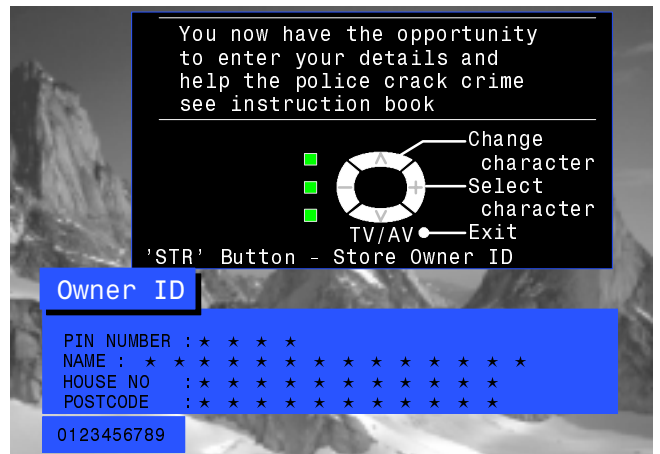 You now have the opportunity
to enter your details and
help the police crack crime
see instruction book
Change
character
Select
character
TV/AV Exit
'STR' Button - Store Owner ID
Owner ID
PIN NUMBER : ★ ★ ★ ★
NAME : ★ ★ ★ ★ ★ ★ ★ ★ ★ ★ ★ ★ ★ ★
HOUSE NO : ★ ★ ★ ★ ★ ★ ★ ★ ★ ★ ★
POSTCODE : ★ ★ ★ ★ ★ ★ ★ ★ ★ ★ ★
0123456789